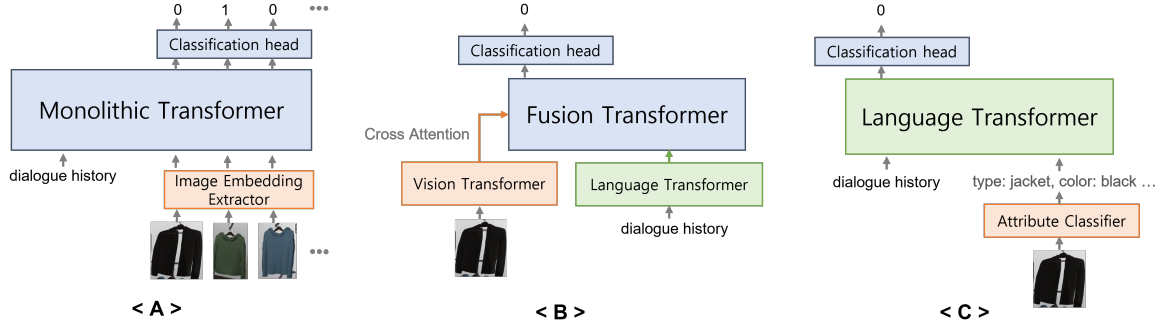 0 1 0 •••
Classification head
Monolithic Transformer
dialogue history
Image Embedding
Extractor
•••
< A >
0
Classification head
Fusion Transformer
Cross Attention
Vision Transformer
Language Transformer
dialogue history
< B >
0
Classification head
Language Transformer
dialogue history
type: jacket, color: black ...
Attribute Classifier
< C >